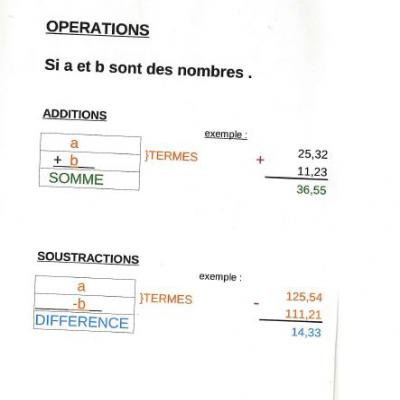 OPERATIONS
Si a et b sont des nombres .
ADDITIONS
exemple :
a
+ b
}TERMES
SOMME
+ 25,32
11,23
36,55
SOUSTRACTIONS
exemple :
a
-b
}TERMES
DIFFERENCE
125,54
- 111,21
14,33